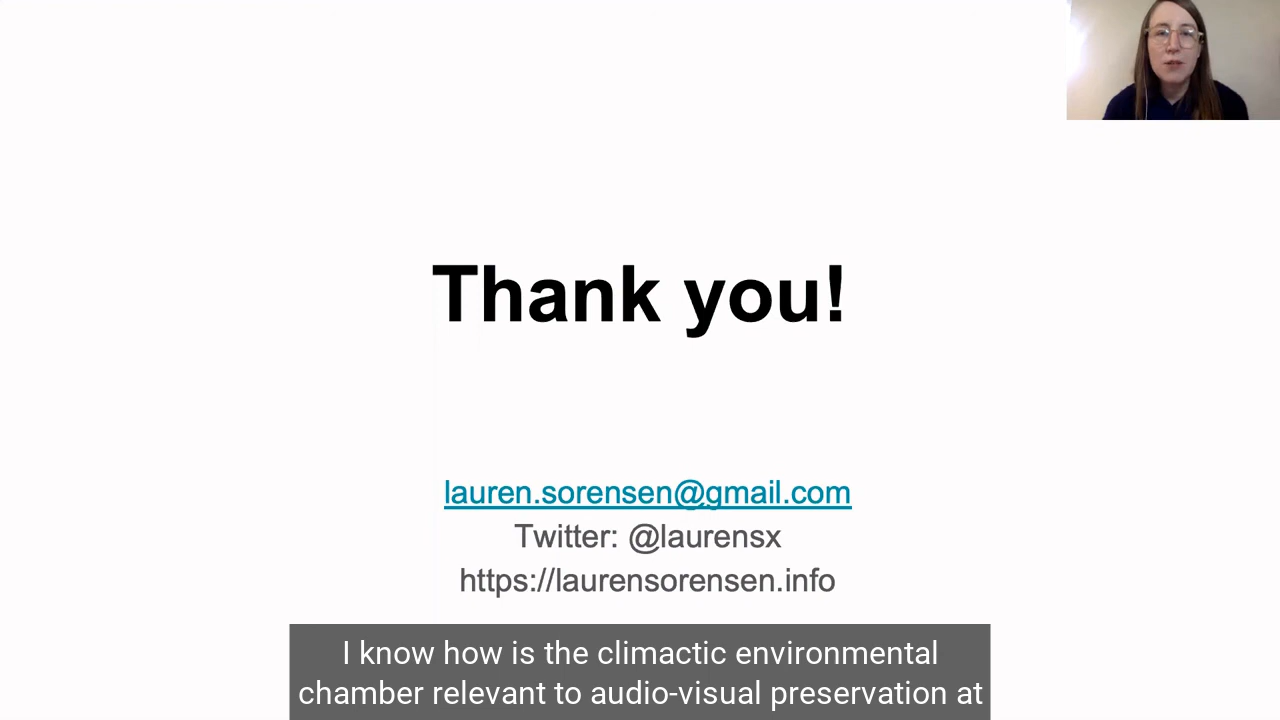 Thank you!
lauren.sorensen@gmail.com
Twitter: @laurensx
https://laurensorensen.info
I know how is the climactic environmental
chamber relevant to audio-visual preservation at